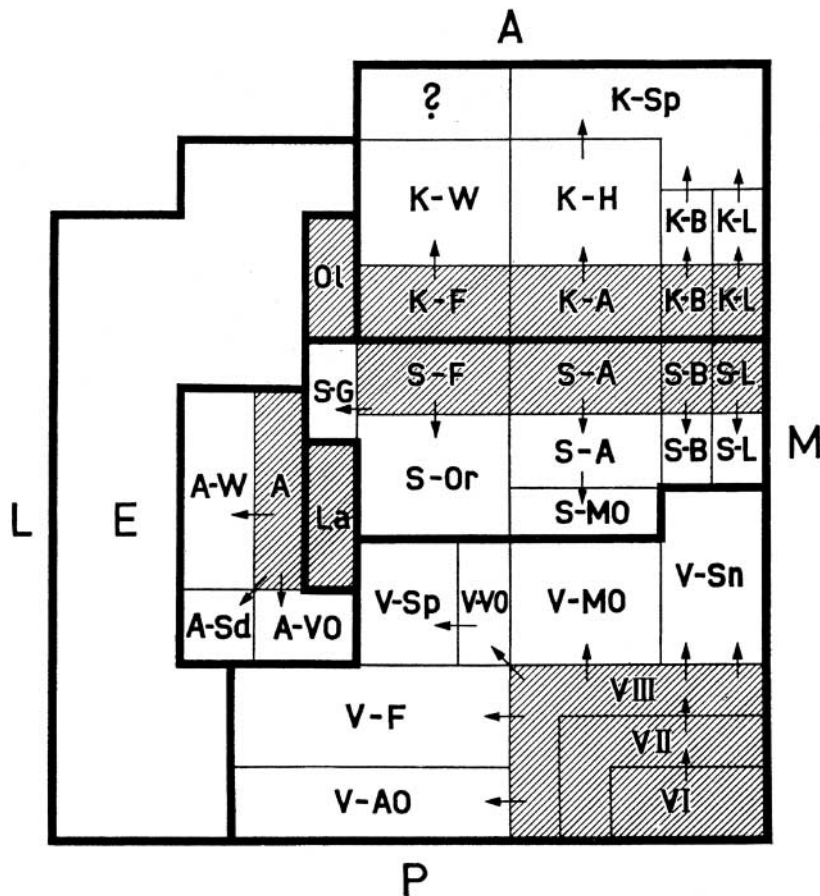 A
? K-Sp
K-W K-H K-B K-L
Ol K-F K-A K-B K-L
S-G S-F S-A S-B S-L
L E A-W A La S-Or S-A S-B S-L M
S-MO
A-Sd A-VO V-Sp V-VO V-MO V-Sn
V-F VIII
VII
V-AO VI
P